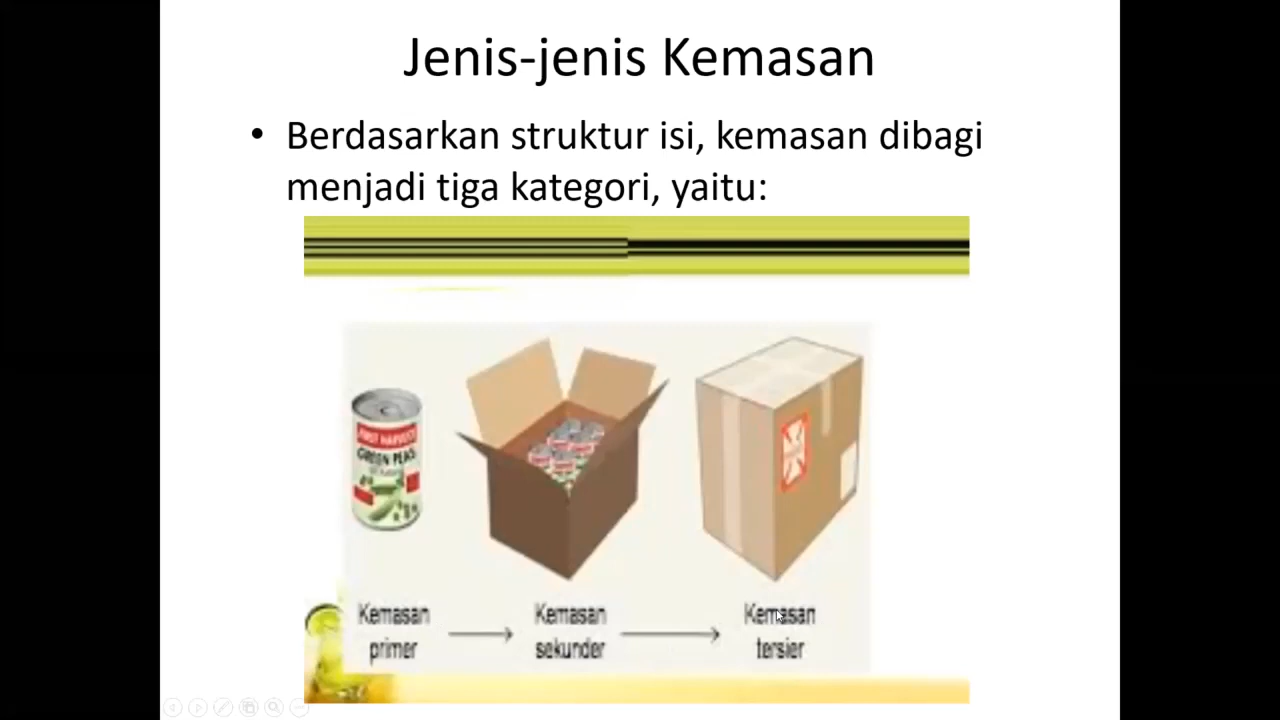 Jenis-jenis Kemasan
• Berdasarkan struktur isi, kemasan dibagi
menjadi tiga kategori, yaitu:
GREEN PEAS
Kemasan primer
Kemasan sekunder
Kemasan tersier